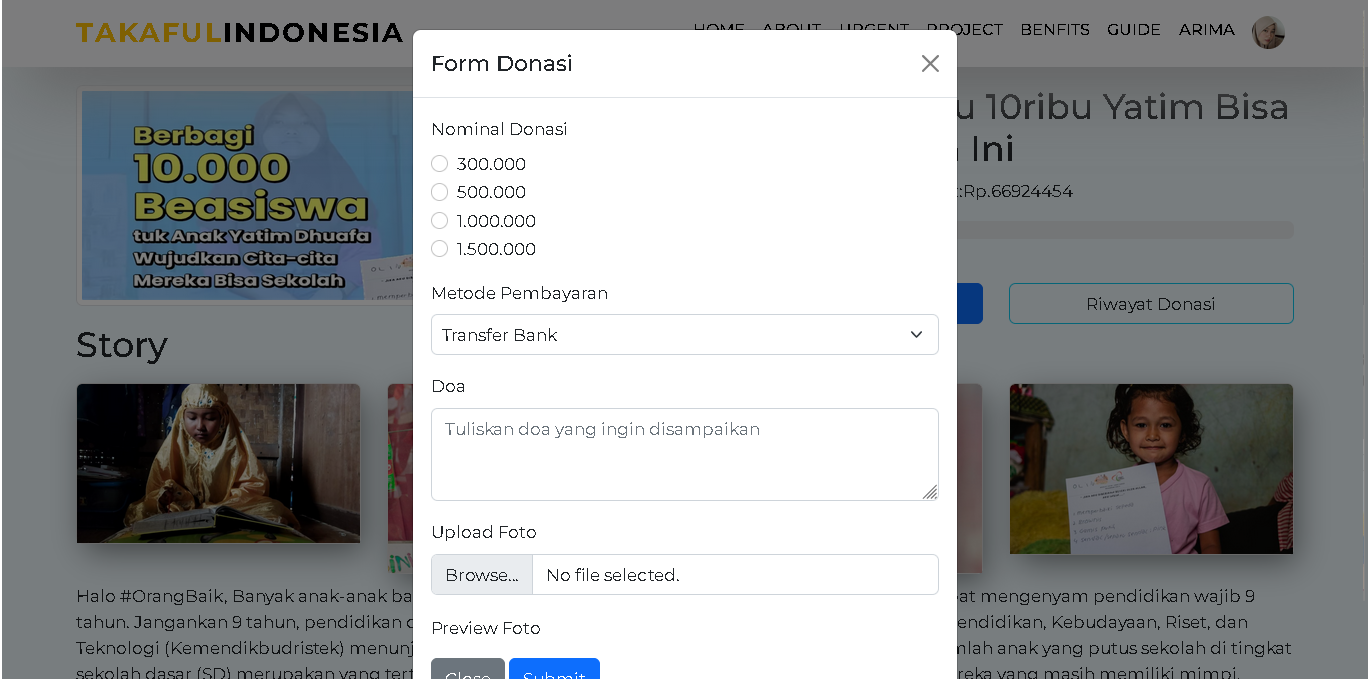 TAKAFULINDONESIA
HOME ABOUT URGENT PROJECT BENFITS GUIDE ARIMA
Form Donasi
Berbagi
10.000
Beasiswa
tuk Anak Yatim Dhuafa
Wujudkan Cita-cita
Mereka Bisa Sekolah
u 10ribu Yatim Bisa
Ini
:Rp.66924454
Riwayat Donasi
Nominal Donasi
300.000
500.000
1.000.000
1.500.000
Metode Pembayaran
Transfer Bank
Doa
Tuliskan doa yang ingin disampaikan
Upload Foto
Browse... No file selected.
Preview Foto
Close Submit
Story
Halo #OrangBaik, Banyak anak-anak ba
at mengenyam pendidikan wajib 9
tahun. Jangankan 9 tahun, pendidikan
endidikan, Kebudayaan, Riset, dan
Teknologi (Kemendikbudristek) menunj
mlah anak yang putus sekolah di tingkat
sekolah dasar (SD) merupakan yang tert
reka yang masih memiliki mimpi.